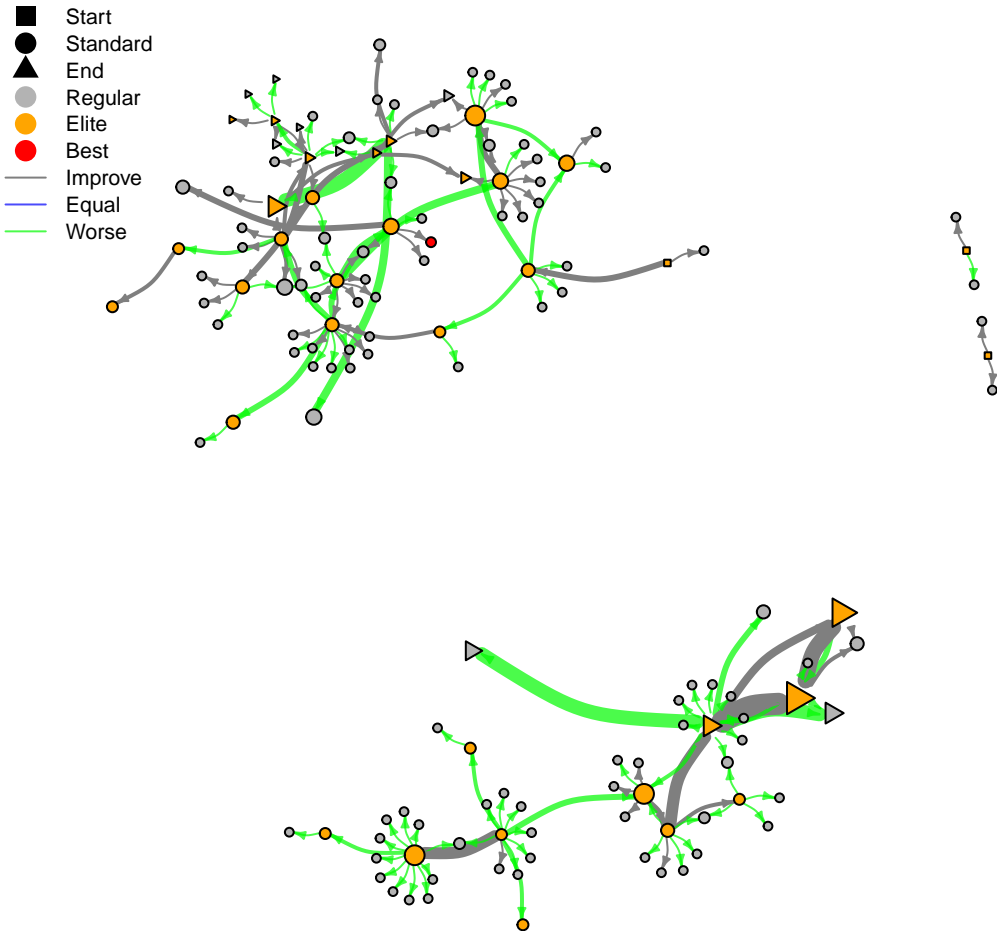 Start
Standard
End
Regular
Elite
Best
Improve
Equal
Worse